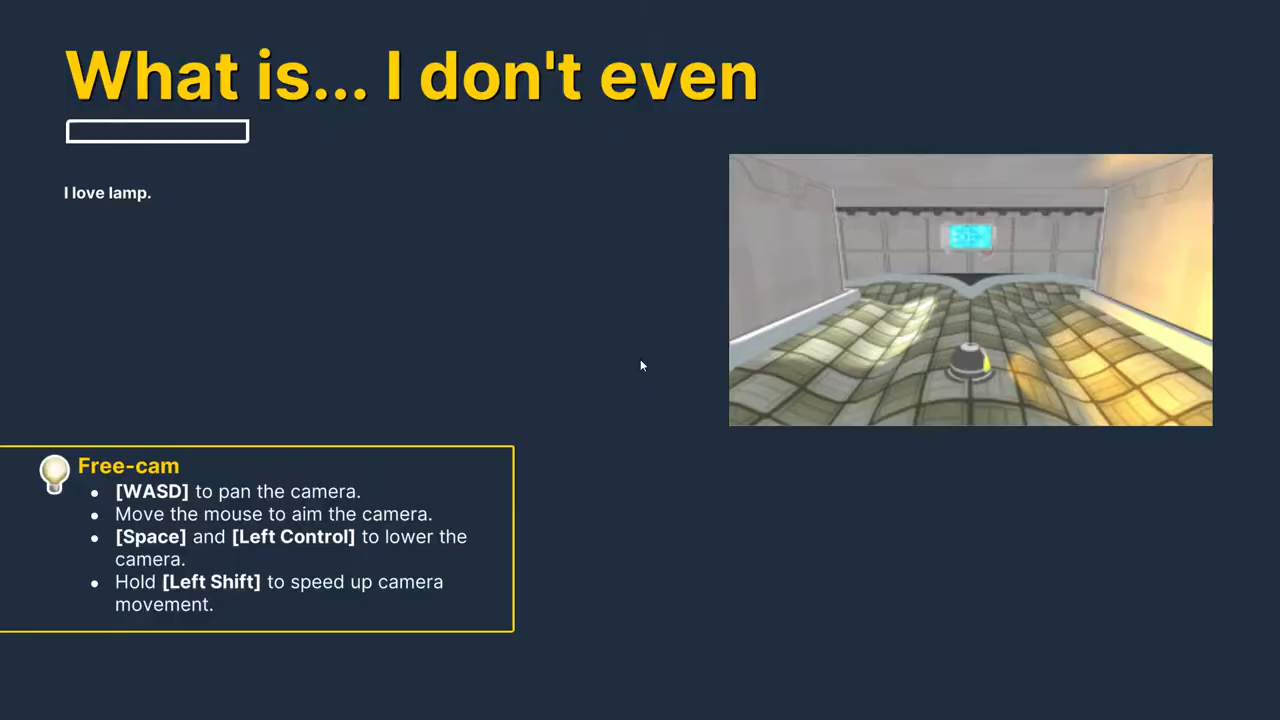 What is... I don't even
I love lamp.
Free-cam
[WASD] to pan the camera.
Move the mouse to aim the camera.
[Space] and [Left Control] to lower the
camera.
Hold [Left Shift] to speed up camera
movement.